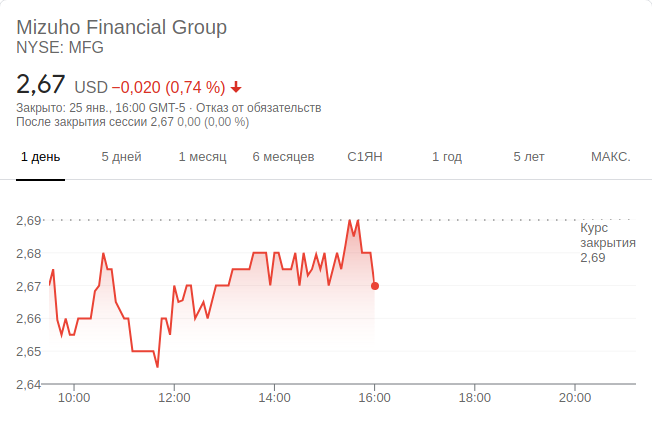 Mizuho Financial Group
NYSE: MFG
2,67 USD −0,020 (0,74 %)
Закрыто: 25 янв., 16:00 GMT-5 · Отказ от обязательств
После закрытия сессии 2,67 0,00 (0,00 %)
1 день 5 дней 1 месяц 6 месяцев С1ЯН 1 год 5 лет МАКС.
2,69
Курс
закрытия
2,69
2,68
2,67
2,66
2,65
2,64
10:00 12:00 14:00 16:00 18:00 20:00